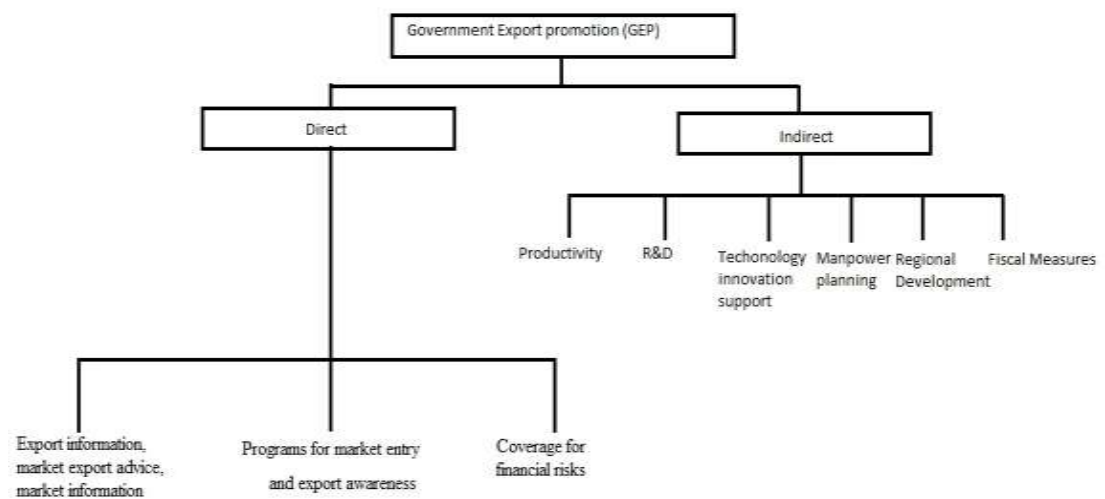 Government Export promotion (GEP)
Direct
Indirect
Productivity
R&D
Techonology
innovation
support
Manpower
planning
Regional
Development
Fiscal Measures
Export information,
market export advice,
market information
Programs for market entry
and export awareness
Coverage for
financial risks